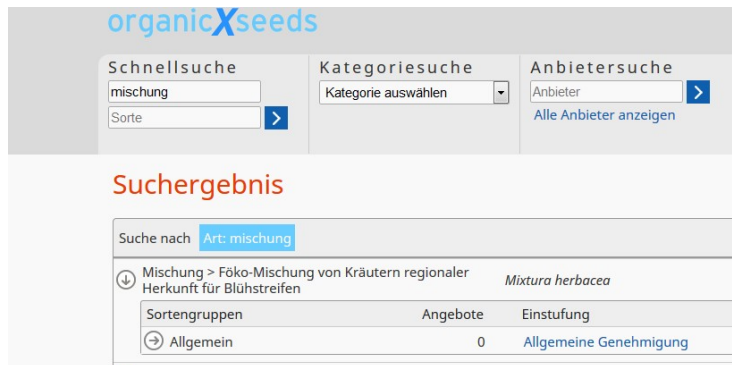 organicXseeds
Schnellsuche
mischung
Sorte
Kategoriesuche
Kategorie auswählen
Anbietersuche
Anbieter
Alle Anbieter anzeigen
Suchergebnis
Suche nach Art: mischung
Mischung > Föko-Mischung von Kräutern regionaler
Herkunft für Blühstreifen
Mixtura herbacea
Sortengruppen Angebote Einstufung
Allgemein 0 Allgemeine Genehmigung